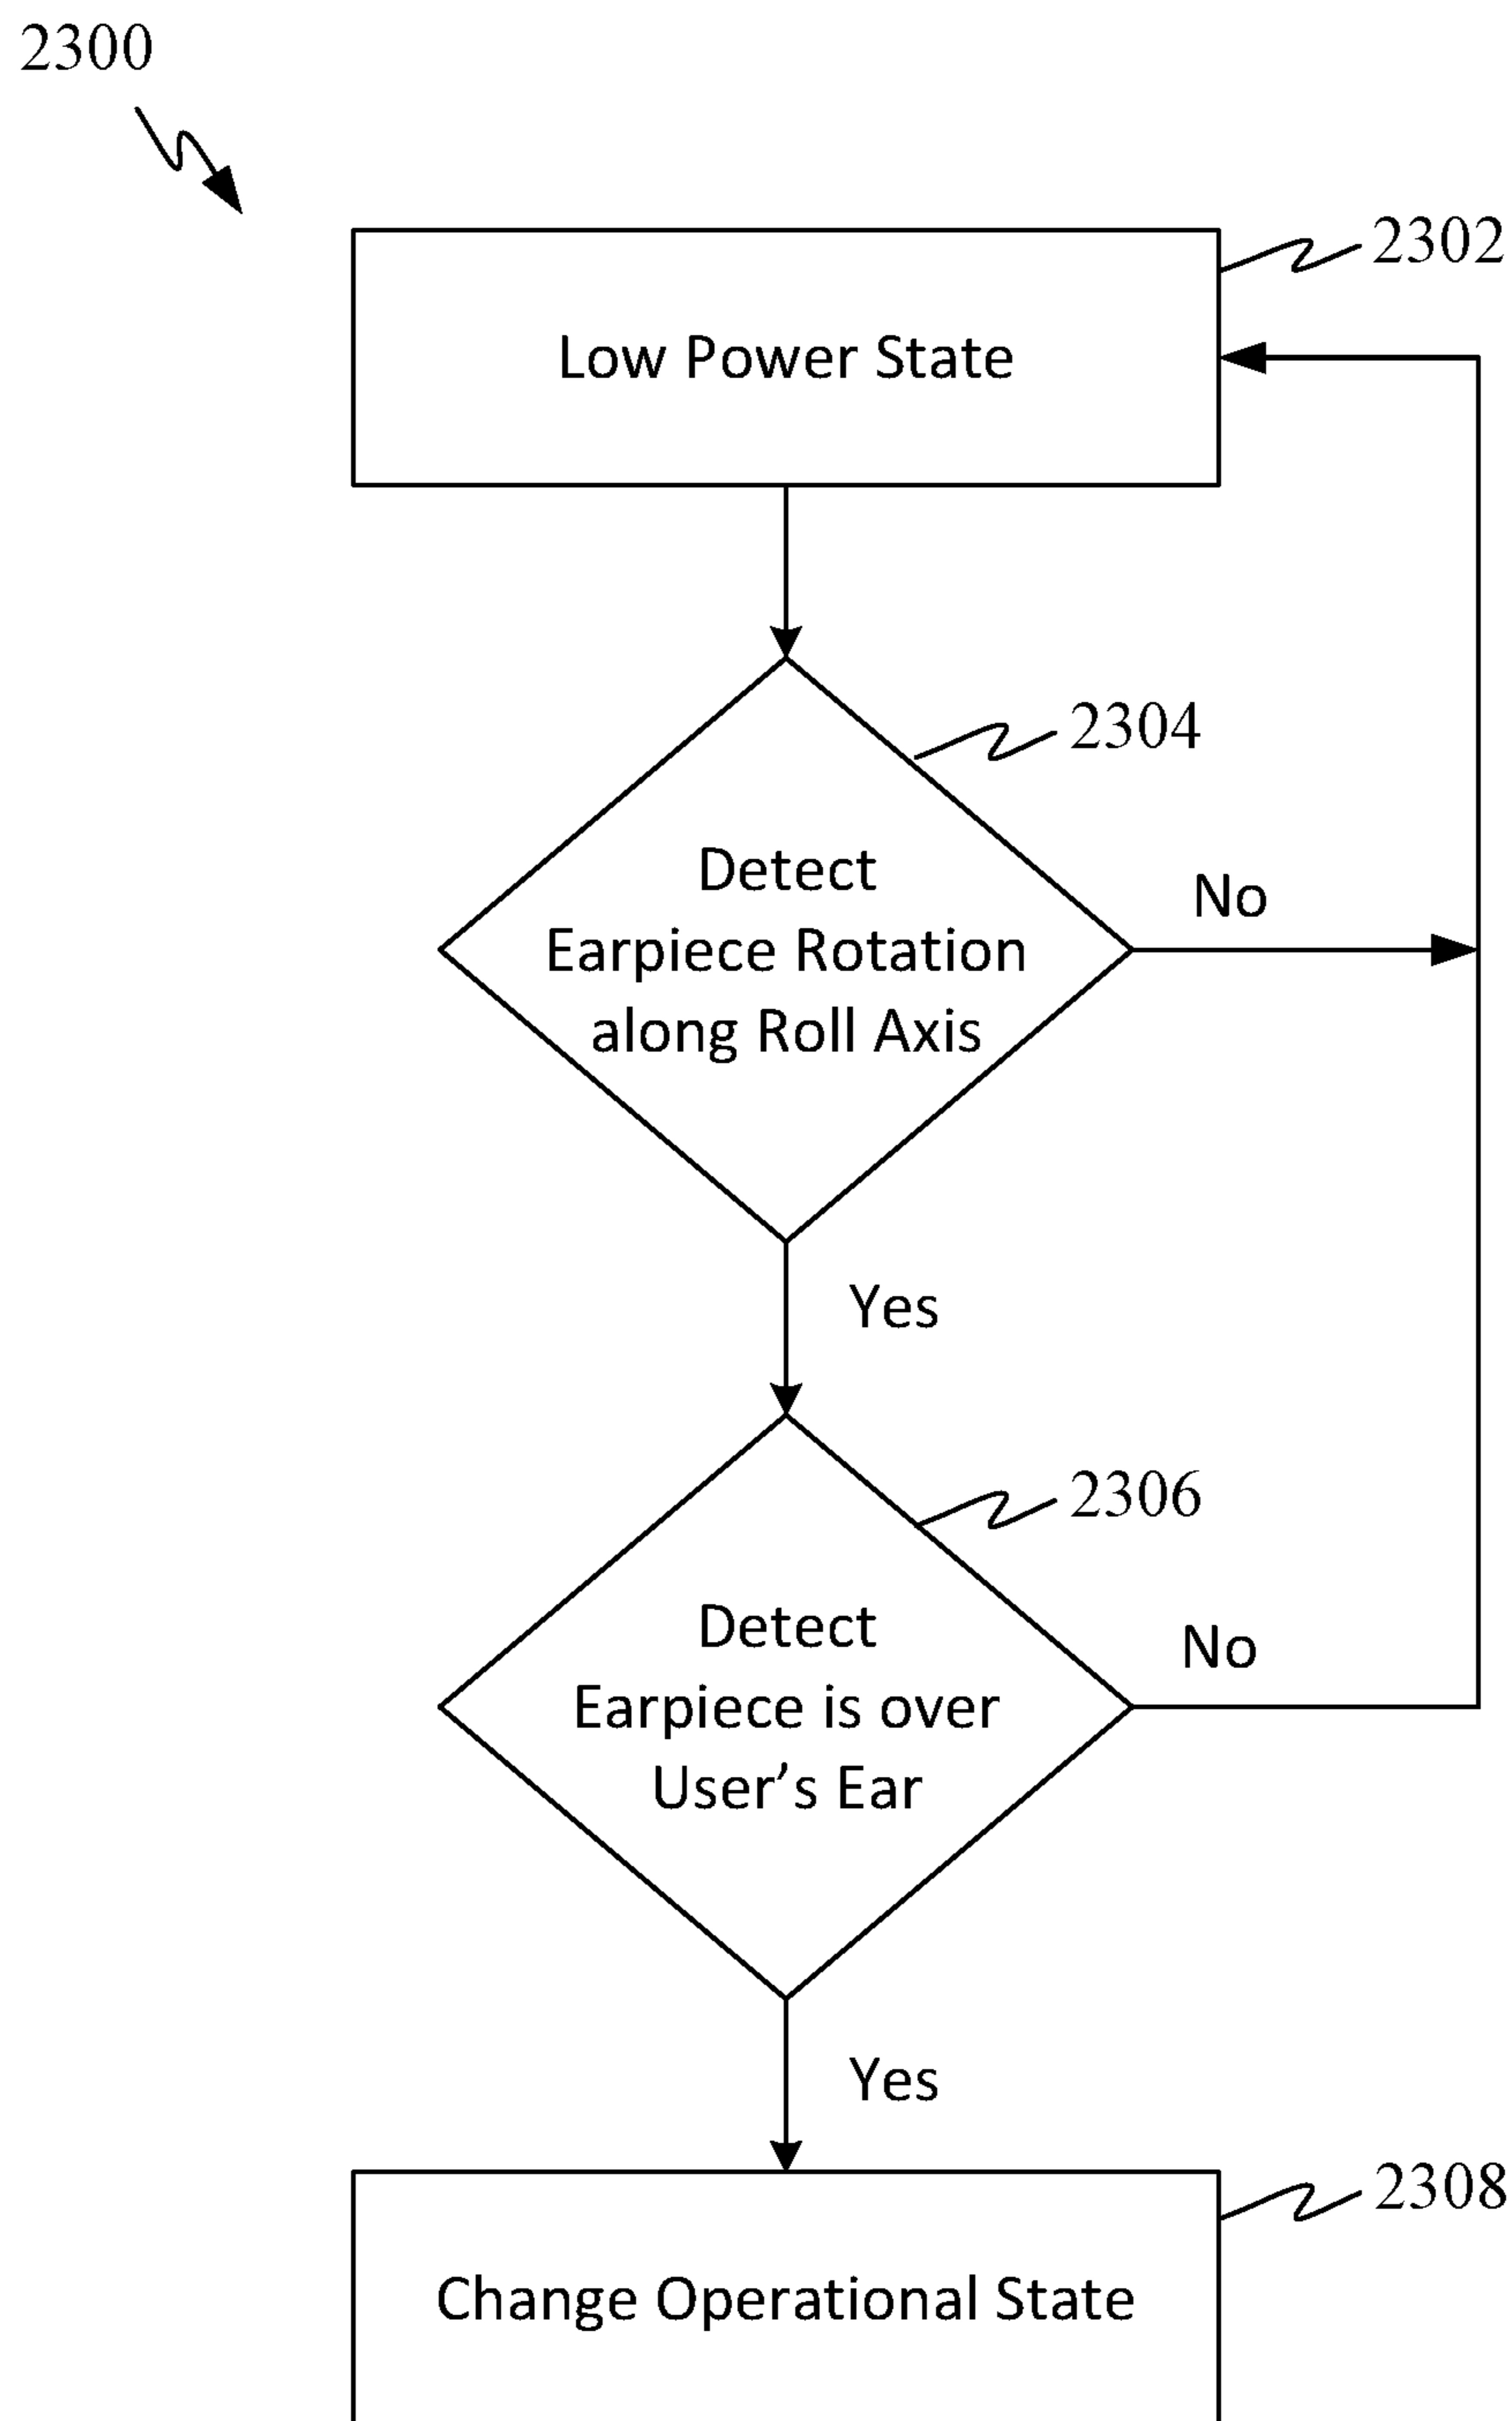 2300
2302
Low Power State
2304
Detect
Earpiece Rotation
along Roll Axis
No
Yes
2306
Detect
Earpiece is over
User’s Ear
No
Yes
2308
Change Operational State